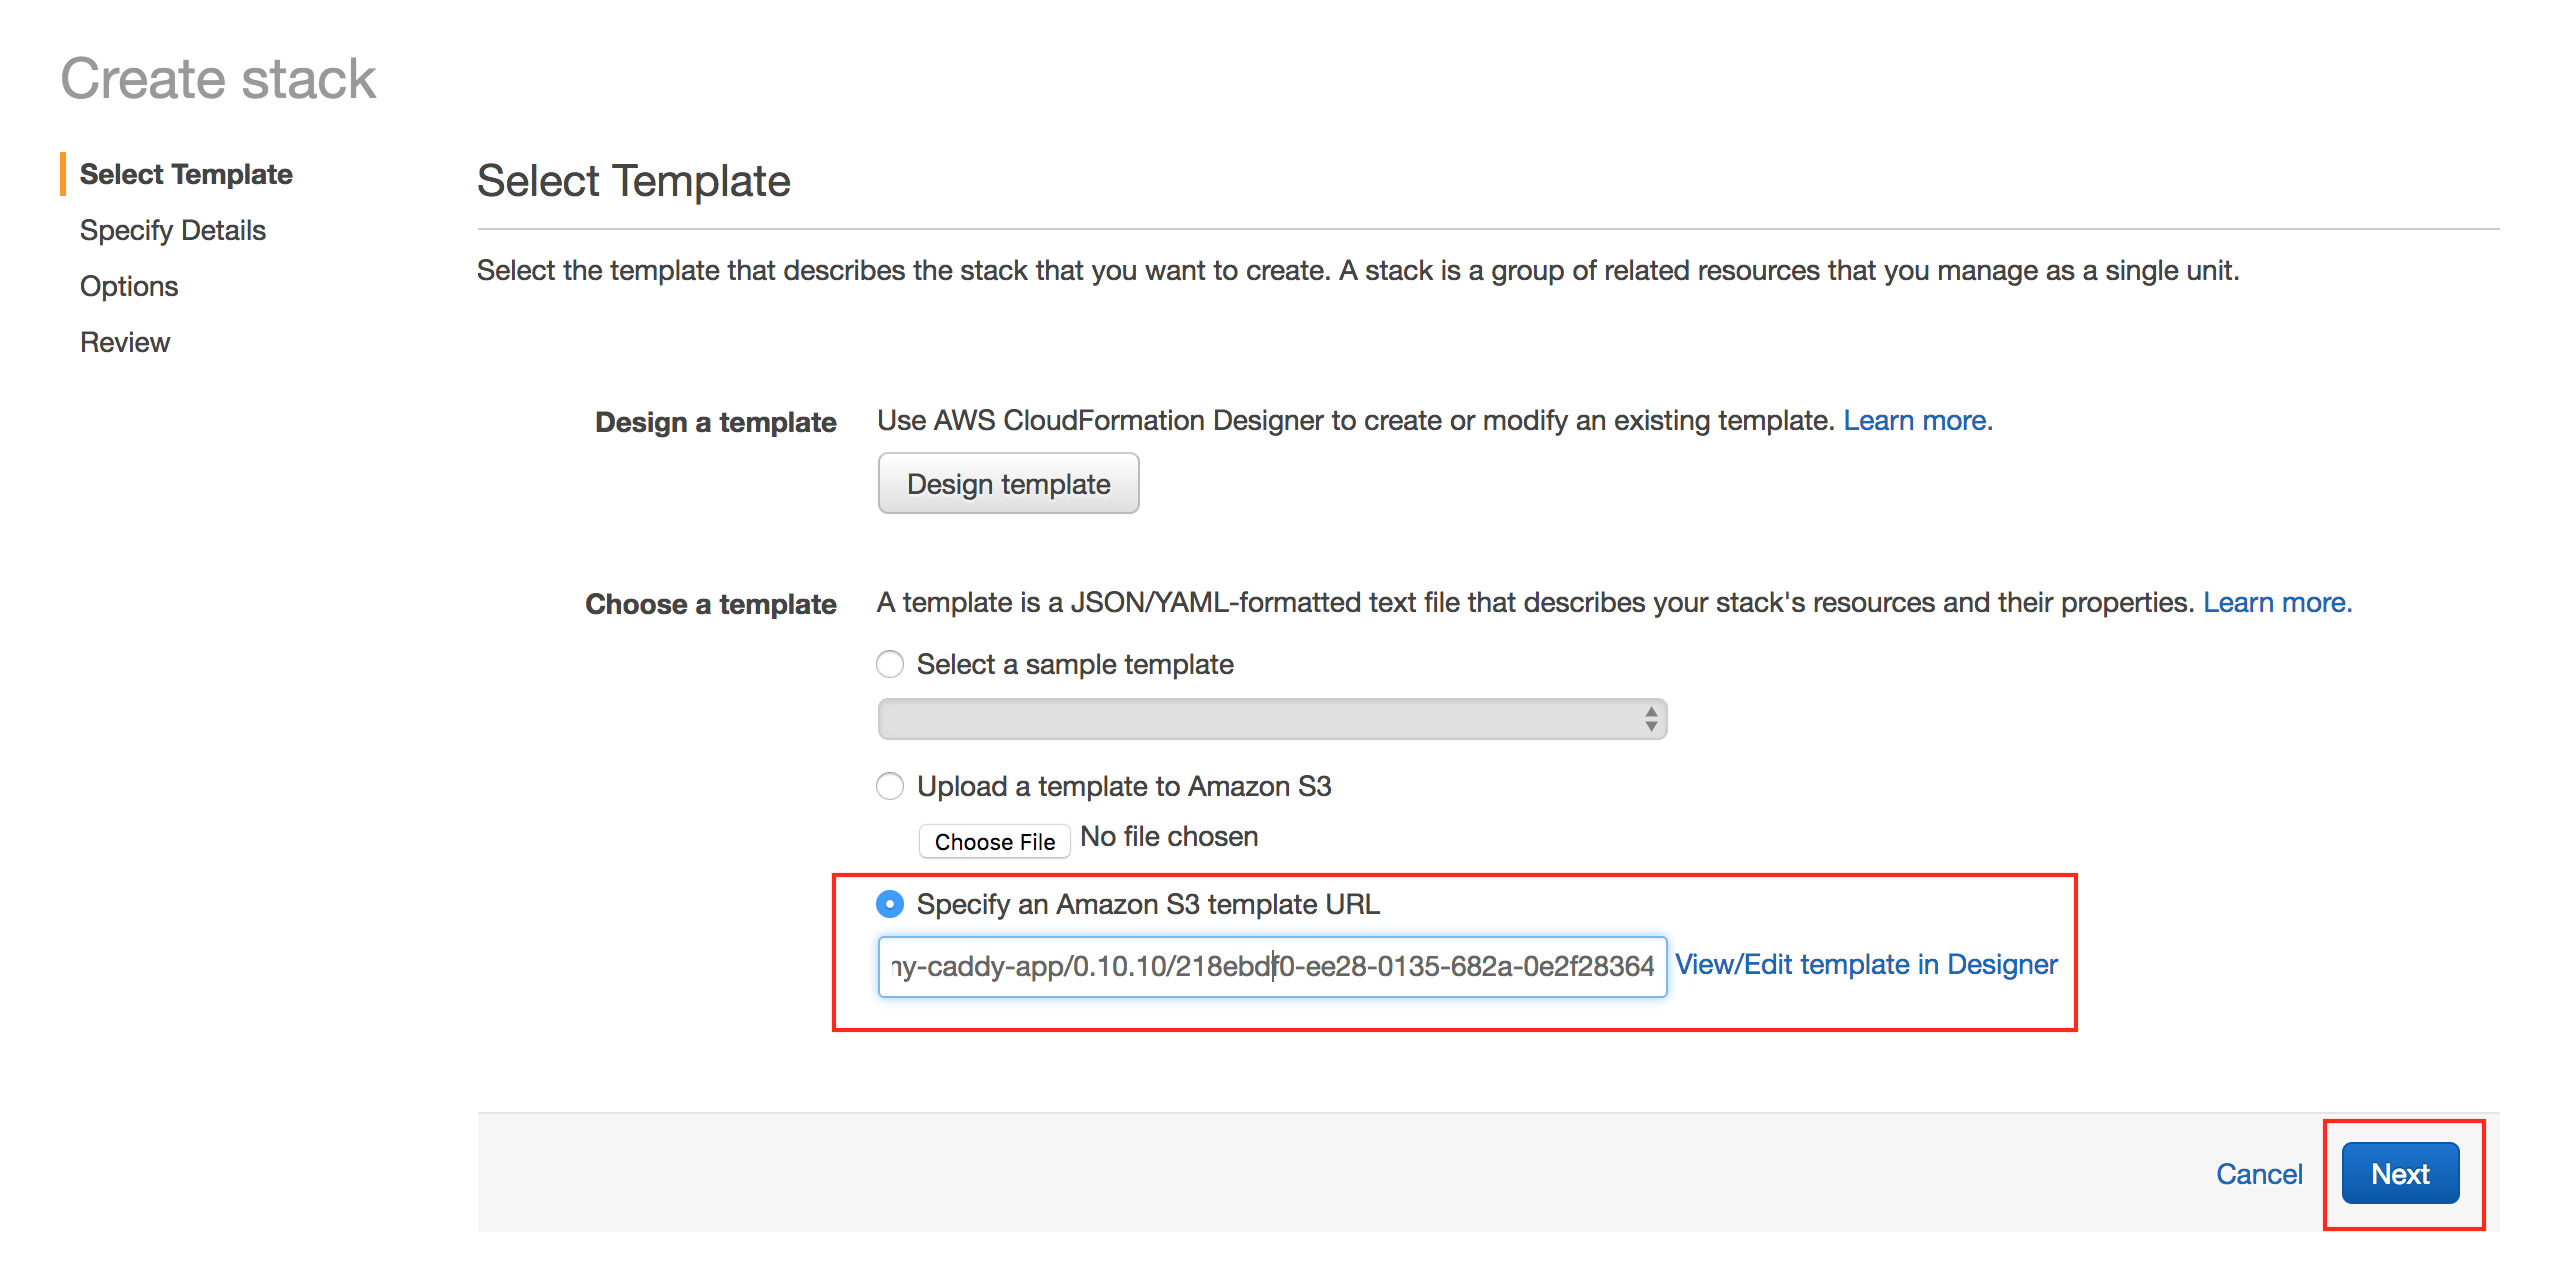 Create stack
Select Template
Specify Details
Options
Review
Select Template
Select the template that describes the stack that you want to create. A stack is a group of related resources that you manage as a single unit.
Design a template
Use AWS CloudFormation Designer to create or modify an existing template. Learn more.
Design template
Choose a template
A template is a JSON/YAML-formatted text file that describes your stack's resources and their properties. Learn more.
Select a sample template
Upload a template to Amazon S3
Choose File No file chosen
Specify an Amazon S3 template URL
ny-caddy-app/0.10.10/218ebdf0-ee28-0135-682a-0e2f28364 View/Edit template in Designer
Cancel Next